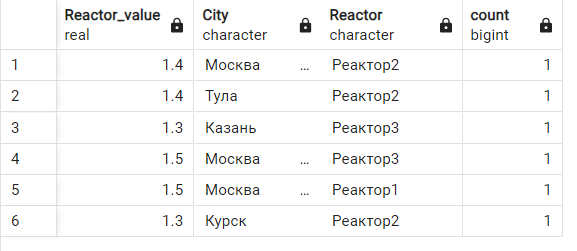 Reactor_value City Reactor count
real character character bigint
1 1.4 Москва ... Реактор2 1
2 1.4 Тула Реактор2 1
3 1.3 Казань Реактор3 1
4 1.5 Москва ... Реактор3 1
5 1.5 Москва ... Реактор1 1
6 1.3 Курск Реактор2 1